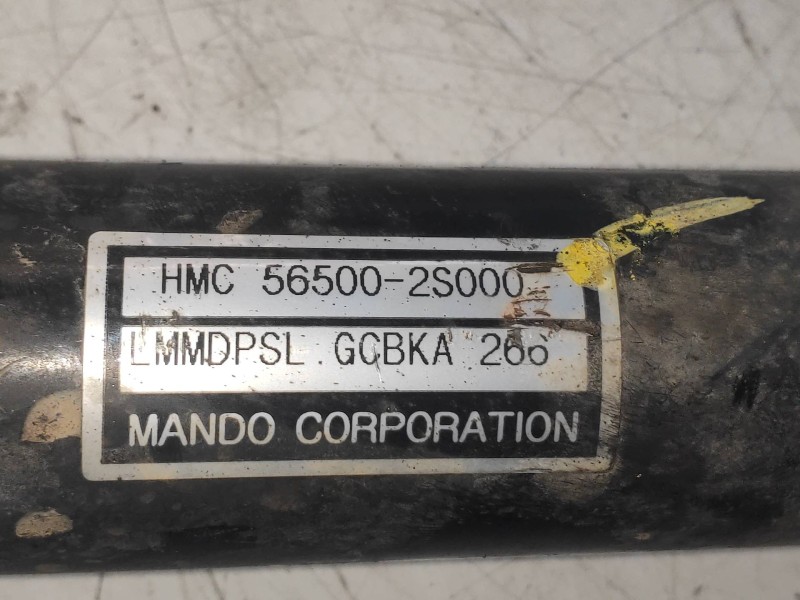 HMC 56500-2S000
LMMDPSL GCBKA 266
MANDO CORPORATION